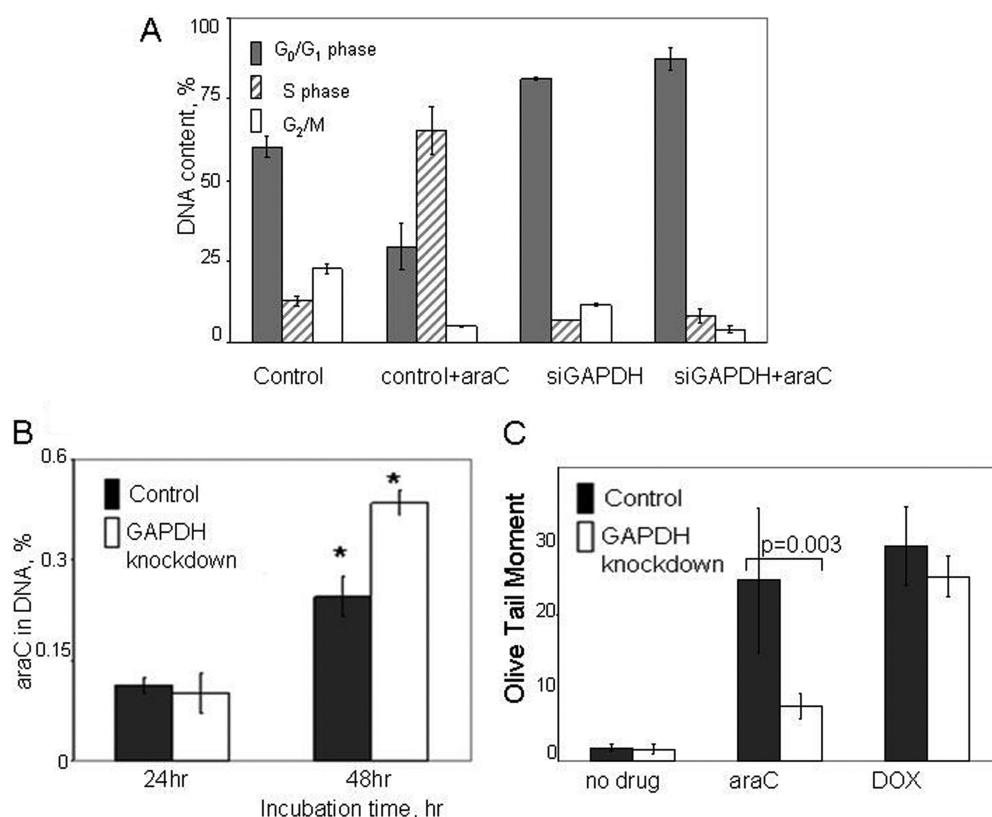 A
100
75
50
25
0
DNA content, %
G₀/G₁ phase
S phase
G₂/M
Control
control+araC
siGAPDH
siGAPDH+araC
B
0.6
0.3
0.15
0
araC in DNA, %
Control
GAPDH
knockdown
*
*
24hr
48hr
Incubation time, hr
C
30
20
10
0
Olive Tail Moment
Control
GAPDH
knockdown
p=0.003
no drug
araC
DOX